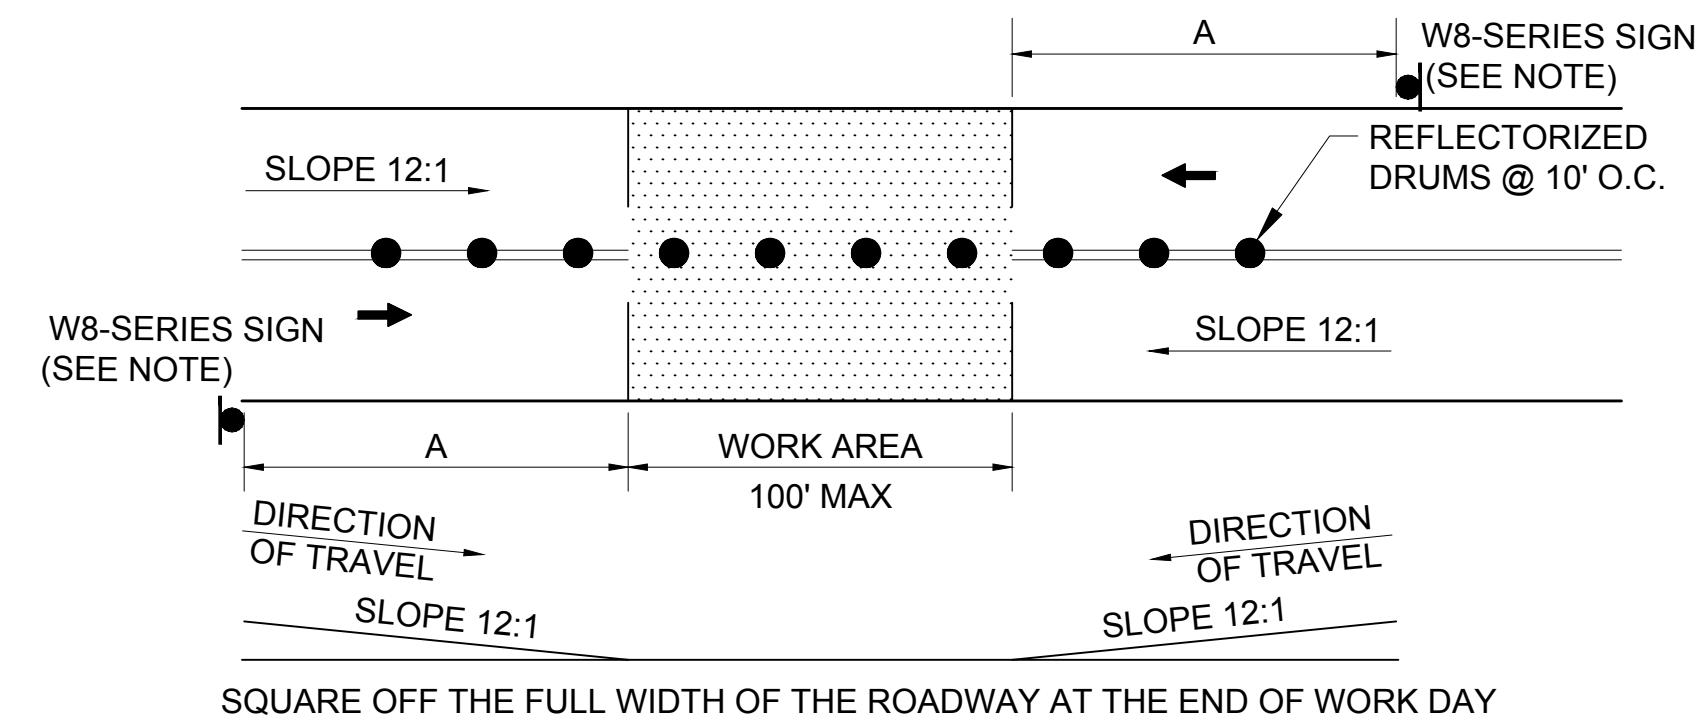 A
W8-SERIES SIGN
(SEE NOTE)
REFLECTORIZED
DRUMS @ 10' O.C.
SLOPE 12:1
W8-SERIES SIGN
(SEE NOTE)
SLOPE 12:1
A
WORK AREA
100' MAX
DIRECTION
OF TRAVEL
DIRECTION
OF TRAVEL
SLOPE 12:1
SLOPE 12:1
SQUARE OFF THE FULL WIDTH OF THE ROADWAY AT THE END OF WORK DAY